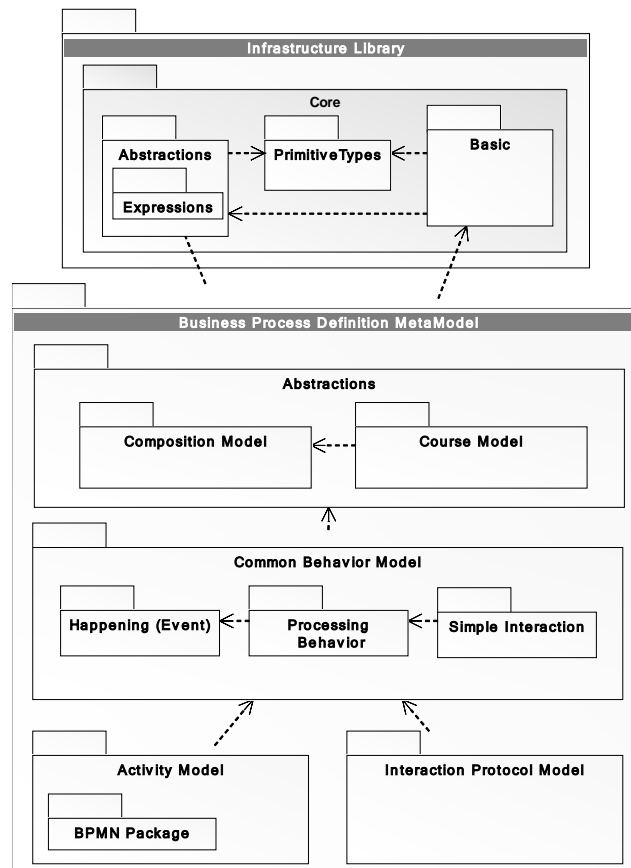 Infrastructure Library
Core
Abstractions
PrimitiveTypes
Basic
Expressions
Business Process Definition MetaModel
Abstractions
Composition Model
Course Model
Common Behavior Model
Happening (Event)
Processing
Behavior
Simple Interaction
Activity Model
Interaction Protocol Model
BPMN Package